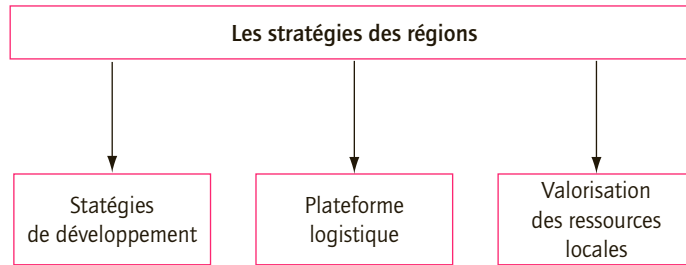 Les stratégies des régions
Statégies
de développement
Plateforme
logistique
Valorisation
des ressources
locales